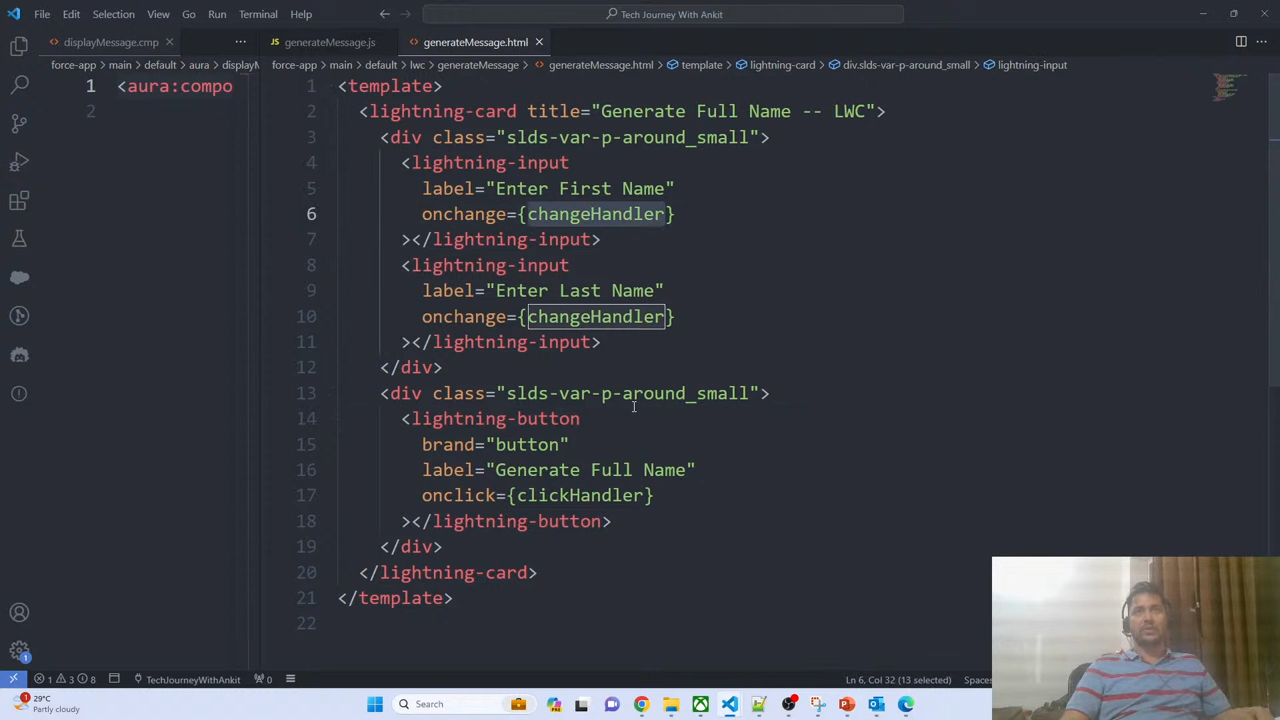 File Edit Selection View Go Run Terminal Help
Tech Journey With Ankit
displayMessage.cmp
generateMessage.js
generateMessage.html
force-app > main > default > aura > displayM
force-app > main > default > lwc > generateMessage > generateMessage.html > template > lightning-card > div.slds-var-p-around_small > lightning-input
1 <aura:compo
2
1 <template>
2 <lightning-card title="Generate Full Name -- LWC">
3 <div class="slds-var-p-around_small">
4 <lightning-input
5 label="Enter First Name"
6 onchange={changeHandler}
7 ></lightning-input>
8 <lightning-input
9 label="Enter Last Name"
10 onchange={changeHandler}
11 ></lightning-input>
12 </div>
13 <div class="slds-var-p-around_small">
14 <lightning-button
15 brand="button"
16 label="Generate Full Name"
17 onclick={clickHandler}
18 ></lightning-button>
19 </div>
20 </lightning-card>
21 </template>
22
1 3 8 TechJourneyWithAnkit 0 Ln 6, Col 32 (13 selected) Spaces
29°C
Partly cloudy
Search